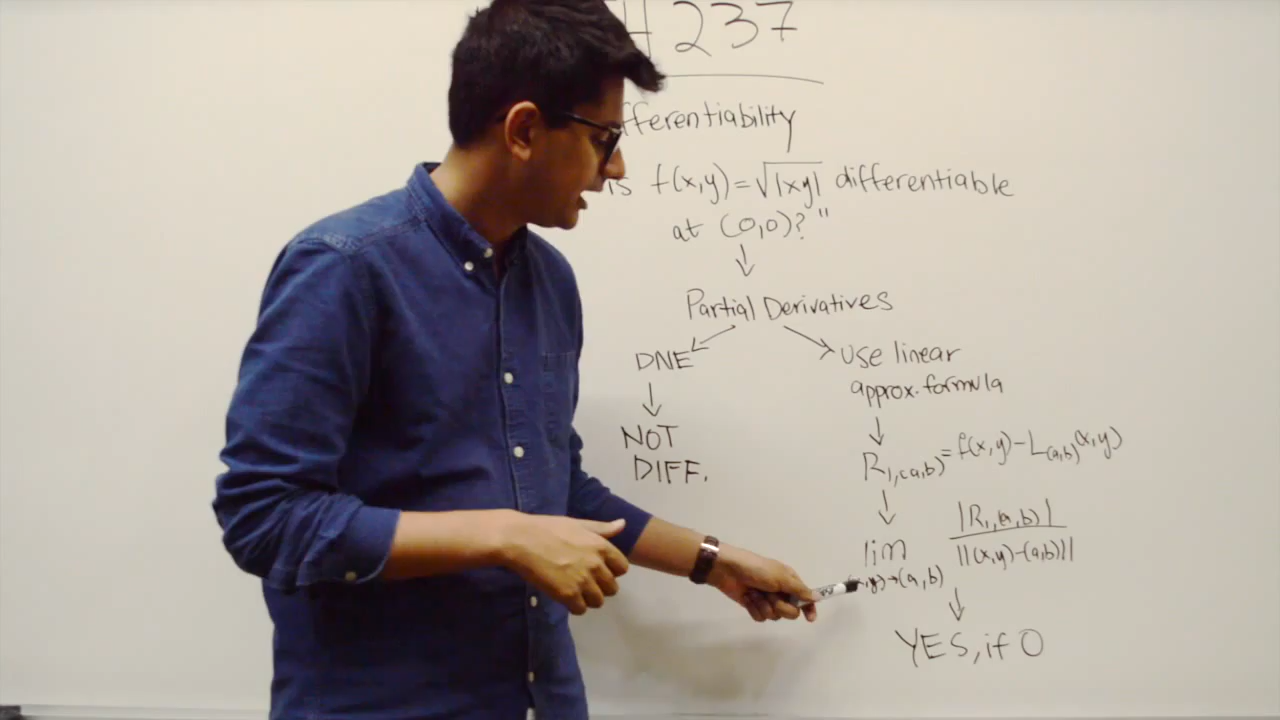 H 237
fferentiability
is f(x,y) = √|xy| differentiable
at (0,0)?"
↓
Partial Derivatives
↙ ↘
DNE
↓
NOT
DIFF.
Use linear
approx. formula
↓
R₁,(a,b) = f(x,y) - L(a,b)(x,y)
↓
lim (x,y)→(a,b) |R₁,(a,b)| / ||(x,y)-(a,b)||
↓
YES, if 0